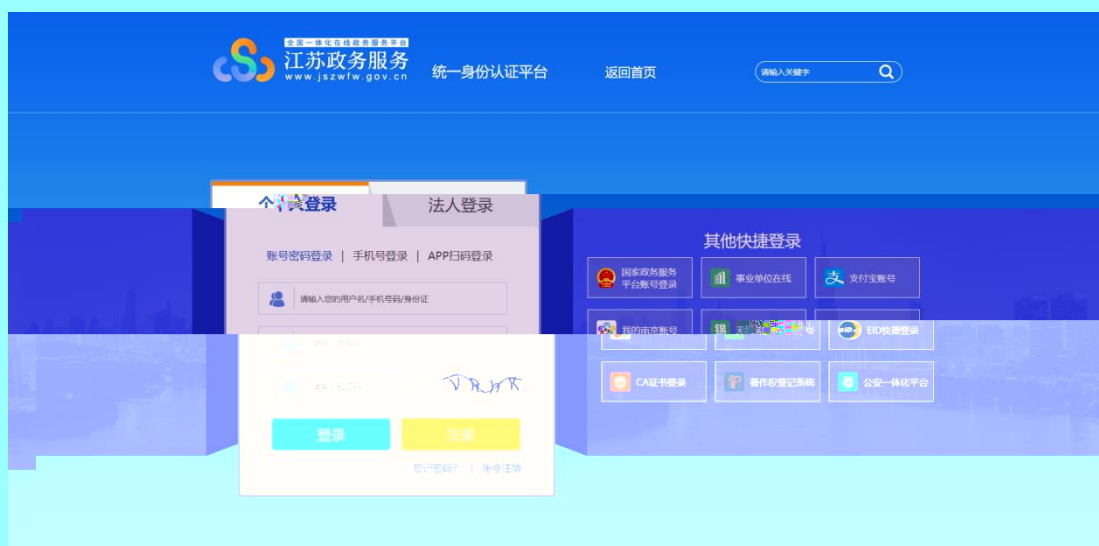 全国一体化在线政务服务平台
江苏政务服务
www.jszwfw.gov.cn
统一身份认证平台
返回首页
请输入关键字
个人登录
法人登录
账号密码登录 | 手机号登录 | APP扫码登录
请输入您的用户名/手机号码/身份证
登录
注册
忘记密码? | 账号注销
其他快捷登录
国家政务服务
平台账号登录
事业单位在线
支付宝账号
我的南京账号
EID快捷登录
CA证书登录
著作权登记系统
公安一体化平台